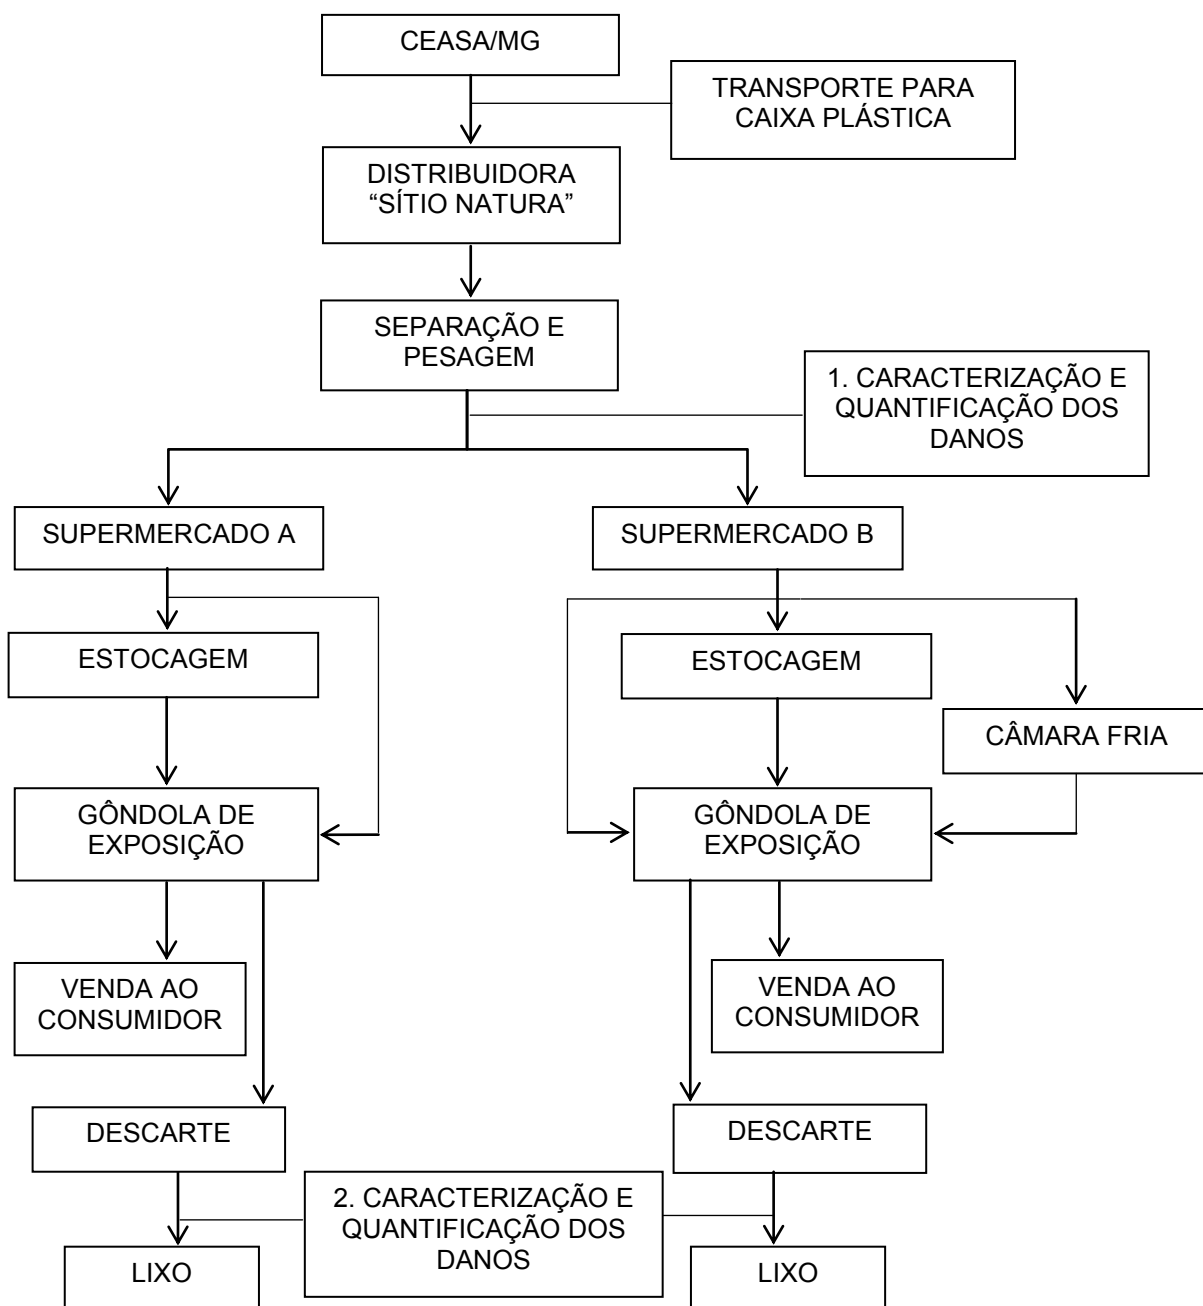 CEASA/MG
TRANSPORTE PARA
CAIXA PLÁSTICA
DISTRIBUIDORA
“SÍTIO NATURA”
SEPARAÇÃO E
PESAGEM
1. CARACTERIZAÇÃO E
QUANTIFICAÇÃO DOS
DANOS
SUPERMERCADO A
SUPERMERCADO B
ESTOCAGEM
ESTOCAGEM
CÂMARA FRIA
GÔNDOLA DE
EXPOSIÇÃO
GÔNDOLA DE
EXPOSIÇÃO
VENDA AO
CONSUMIDOR
VENDA AO
CONSUMIDOR
DESCARTE
DESCARTE
2. CARACTERIZAÇÃO E
QUANTIFICAÇÃO DOS
DANOS
LIXO
LIXO